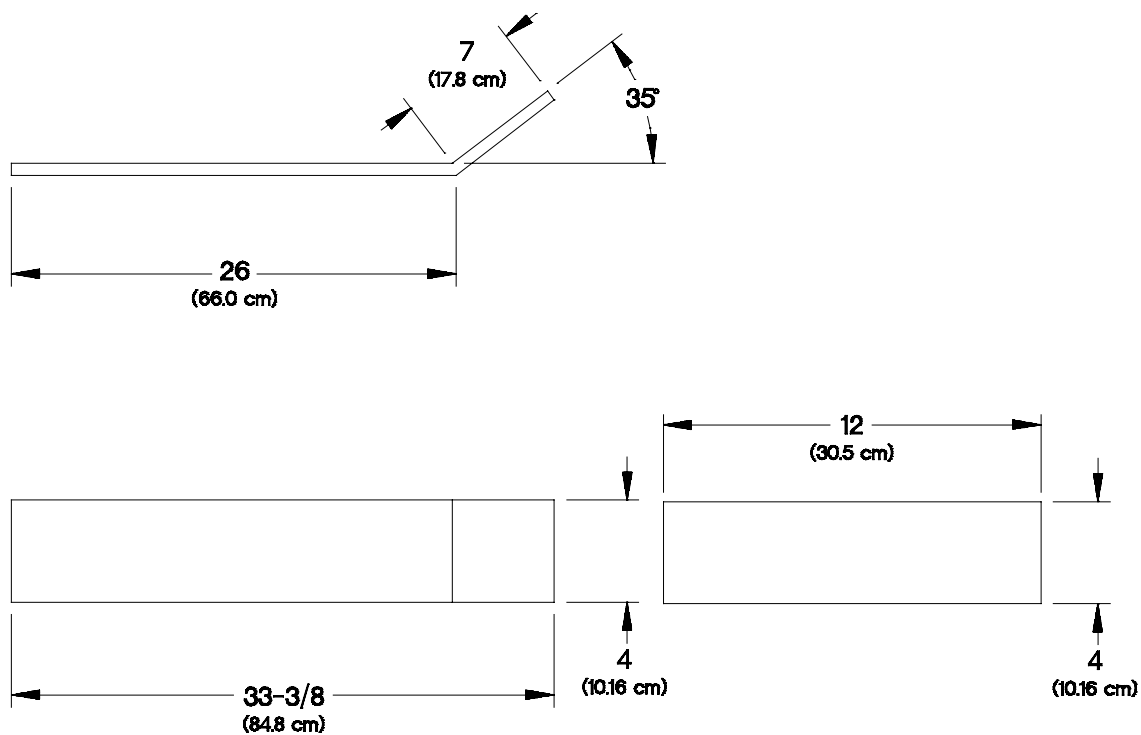 7
(17.8 cm)
35°
26
(66.0 cm)
12
(30.5 cm)
4
(10.16 cm)
4
(10.16 cm)
33-3/8
(84.8 cm)